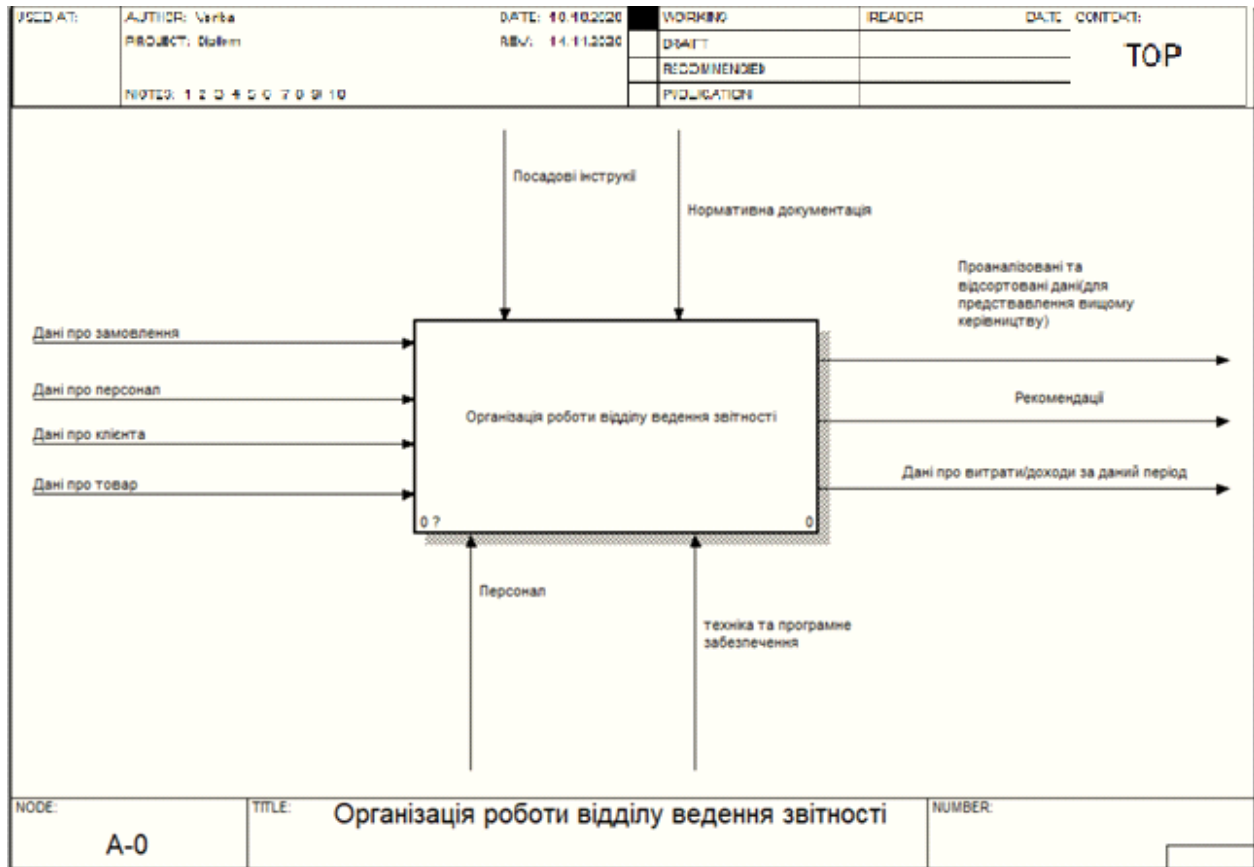 USED AT:
AUTHOR: Varba
DATE: 10.10.2020
WORKING
READER
DATE
CONTEXT:
PROJECT: Diplom
REV: 14.11.2020
DRAFT
TOP
RECOMMENDED
NOTES: 1 2 3 4 5 6 7 8 9 10
PUBLICATION
Посадові інструкії
Нормативна документація
Проаналізовані та
відсортовані дані(для
предствавлення вищому
керівництву)
Дані про замовлення
Дані про персонал
Рекомендації
Організація роботи відділу ведення звітності
Дані про клієнта
Дані про витрати/доходи за даний період
Дані про товар
0 ?
0
Персонал
техніка та програмне
забезпечення
NODE:
TITLE:
Організація роботи відділу ведення звітності
NUMBER:
A-0